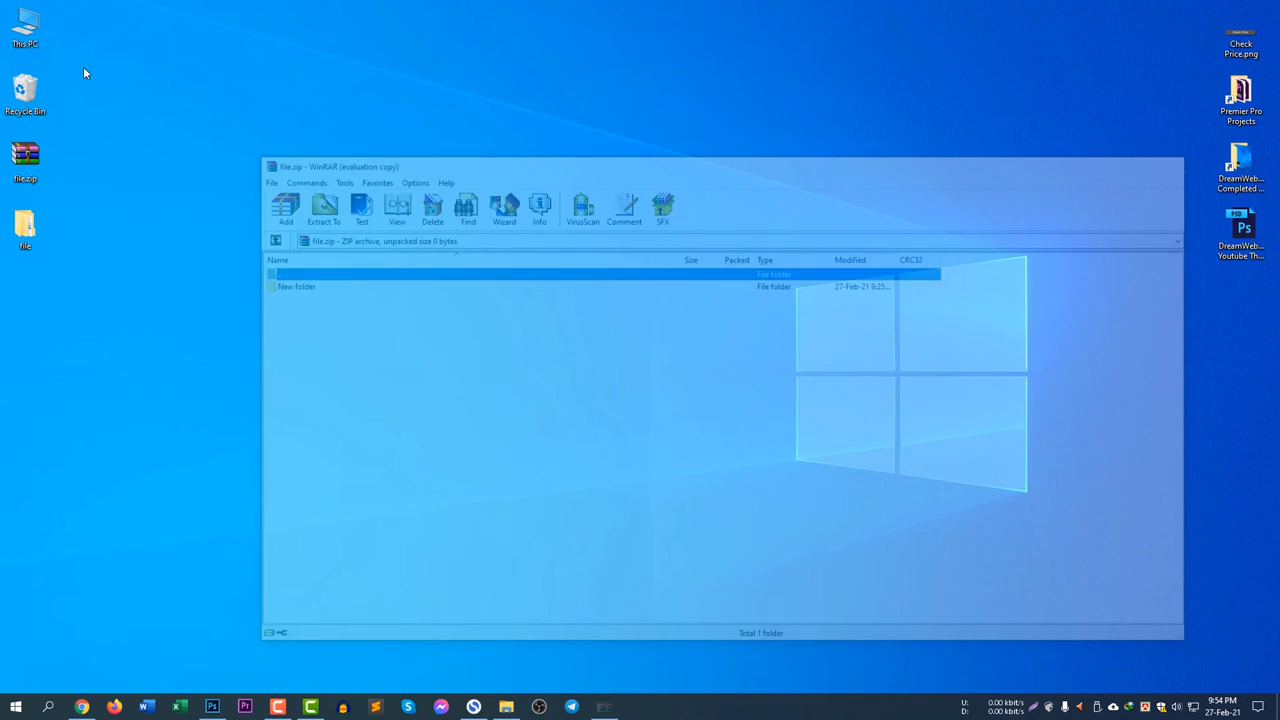 This PC
Recycle Bin
file.zip
file
file.zip - WinRAR (evaluation copy)
File Commands Tools Favorites Options Help
Add Extract To Test View Delete Find Wizard Info VirusScan Comment SFX
file.zip - ZIP archive, unpacked size 0 bytes
Name Size Packed Type Modified CRC32
.. File folder
New folder File folder 27-Feb-21 9:25...
Total 1 folder
Check
Price.png
Premier Pro
Projects
DreamWeb...
Completed ...
PSD
Ps
DreamWeb...
Youtube Th...
Ps Pr
U: 0.00 kbit/s
D: 0.00 kbit/s
9:54 PM
27-Feb-21